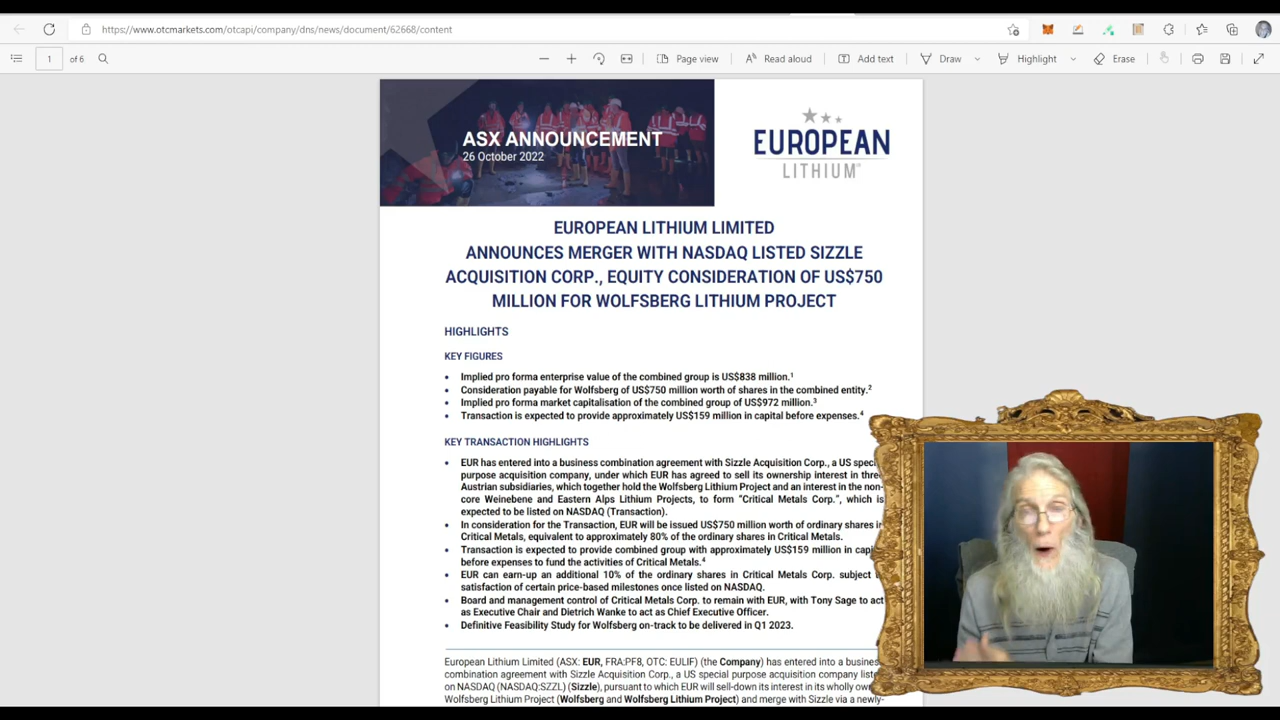 https://www.otcmarkets.com/otcapi/company/dns/news/document/62668/content
1 of 6
Page view
Read aloud
Add text
Draw
Highlight
Erase
ASX ANNOUNCEMENT
26 October 2022
EUROPEAN
LITHIUM
EUROPEAN LITHIUM LIMITED
ANNOUNCES MERGER WITH NASDAQ LISTED SIZZLE
ACQUISITION CORP., EQUITY CONSIDERATION OF US$750
MILLION FOR WOLFSBERG LITHIUM PROJECT
HIGHLIGHTS
KEY FIGURES
• Implied pro forma enterprise value of the combined group is US$838 million.¹
• Consideration payable for Wolfsberg of US$750 million worth of shares in the combined entity.²
• Implied pro forma market capitalisation of the combined group of US$972 million.³
• Transaction is expected to provide approximately US$159 million in capital before expenses.⁴
KEY TRANSACTION HIGHLIGHTS
• EUR has entered into a business combination agreement with Sizzle Acquisition Corp., a US
purpose acquisition company, under which EUR has agreed to sell its ownership interest in
Austrian subsidiaries, which together hold the Wolfsberg Lithium Project and an interest in the non-
core Weinebene and Eastern Alps Lithium Projects, to form “Critical Metals Corp.”, which is
expected to be listed on NASDAQ (Transaction).
• In consideration for the Transaction, EUR will be issued US$750 million worth of ordinary shares in
Critical Metals, equivalent to approximately 80% of the ordinary shares in Critical Metals.
• Transaction is expected to provide combined group with approximately US$159 million in
before expenses to fund the activities of Critical Metals.⁴
• EUR can earn-up an additional 10% of the ordinary shares in Critical Metals Corp. subject
satisfaction of certain price-based milestones once listed on NASDAQ.
• Board and management control of Critical Metals Corp. to remain with EUR, with Tony Sage to act
as Executive Chair and Dietrich Wanke to act as Chief Executive Officer.
• Definitive Feasibility Study for Wolfsberg on-track to be delivered in Q1 2023.
European Lithium Limited (ASX: EUR, FRA:PF8, OTC: EULIF) (the Company) has entered into a
combination agreement with Sizzle Acquisition Corp., a US special purpose acquisition company
on NASDAQ (NASDAQ:SZZL) (Sizzle), pursuant to which EUR will sell-down its interest in its wholly
Wolfsberg Lithium Project (Wolfsberg and Wolfsberg Lithium Project) and merge with Sizzle via a newly-